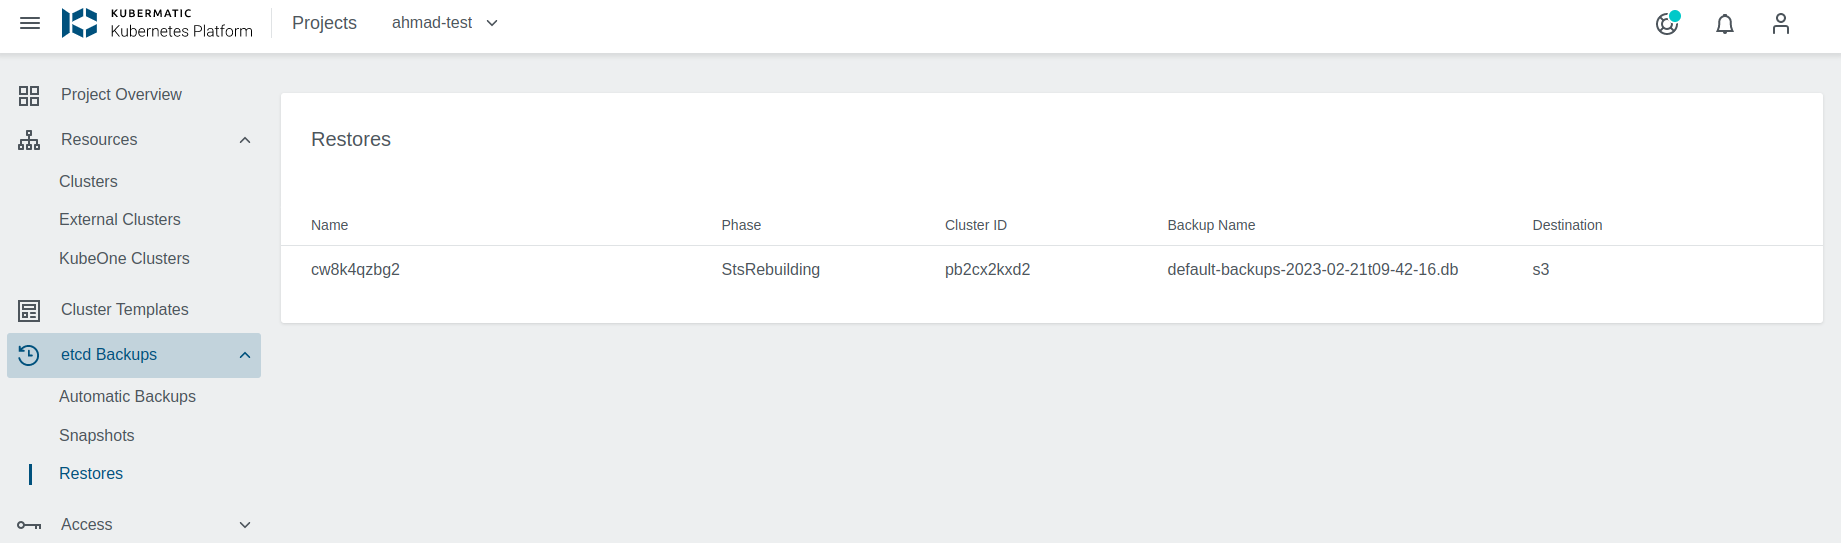 KUBERMATIC
Kubernetes Platform
Projects
ahmad-test
Project Overview
Resources
Clusters
External Clusters
KubeOne Clusters
Cluster Templates
etcd Backups
Automatic Backups
Snapshots
Restores
Access
Restores
Name Phase Cluster ID Backup Name Destination
cw8k4qzbg2 StsRebuilding pb2cx2kxd2 default-backups-2023-02-21t09-42-16.db s3